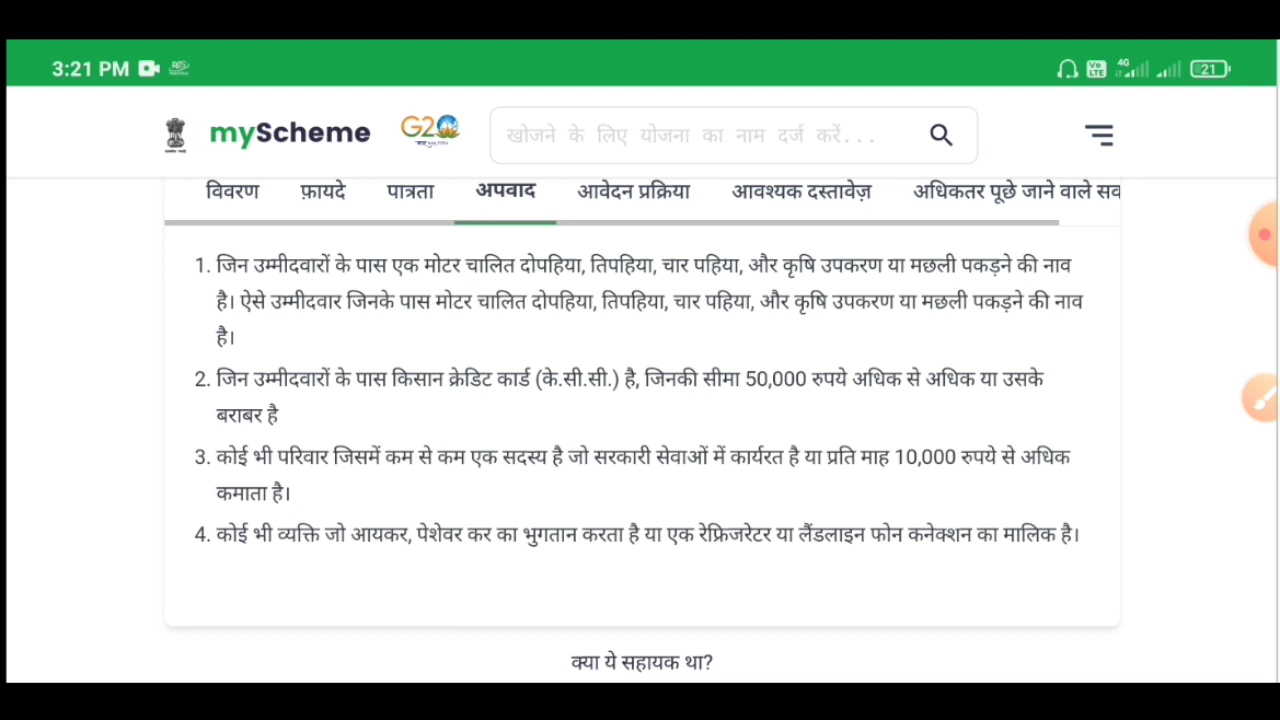 3:21 PM
4G
Vo LTE
21
myScheme
G20
खोजने के लिए योजना का नाम दर्ज करें...
विवरण फ़ायदे पात्रता अपवाद आवेदन प्रक्रिया आवश्यक दस्तावेज़ अधिकतर पूछे जाने वाले सव
1. जिन उम्मीदवारों के पास एक मोटर चालित दोपहिया, तिपहिया, चार पहिया, और कृषि उपकरण या मछली पकड़ने की नाव
है। ऐसे उम्मीदवार जिनके पास मोटर चालित दोपहिया, तिपहिया, चार पहिया, और कृषि उपकरण या मछली पकड़ने की नाव
है।
2. जिन उम्मीदवारों के पास किसान क्रेडिट कार्ड (के.सी.सी.) है, जिनकी सीमा 50,000 रुपये अधिक से अधिक या उसके
बराबर है
3. कोई भी परिवार जिसमें कम से कम एक सदस्य है जो सरकारी सेवाओं में कार्यरत है या प्रति माह 10,000 रुपये से अधिक
कमाता है।
4. कोई भी व्यक्ति जो आयकर, पेशेवर कर का भुगतान करता है या एक रेफ्रिजरेटर या लैंडलाइन फोन कनेक्शन का मालिक है।
क्या ये सहायक था?